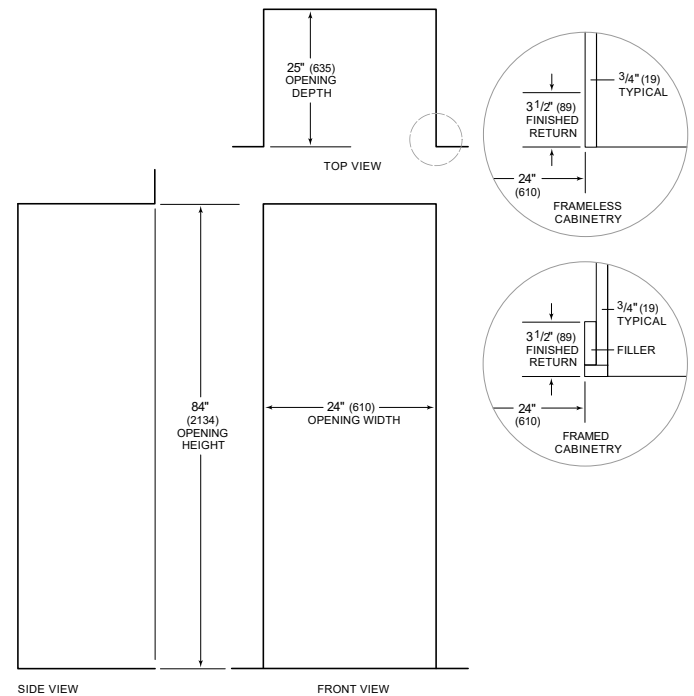 25" (635)
OPENING
DEPTH
TOP VIEW
3/4" (19)
TYPICAL
3 1/2" (89)
FINISHED
RETURN
24"
(610)
FRAMELESS
CABINETRY
3/4" (19)
TYPICAL
3 1/2" (89)
FINISHED
RETURN
FILLER
24"
(610)
FRAMED
CABINETRY
84"
(2134)
OPENING
HEIGHT
24" (610)
OPENING WIDTH
SIDE VIEW
FRONT VIEW